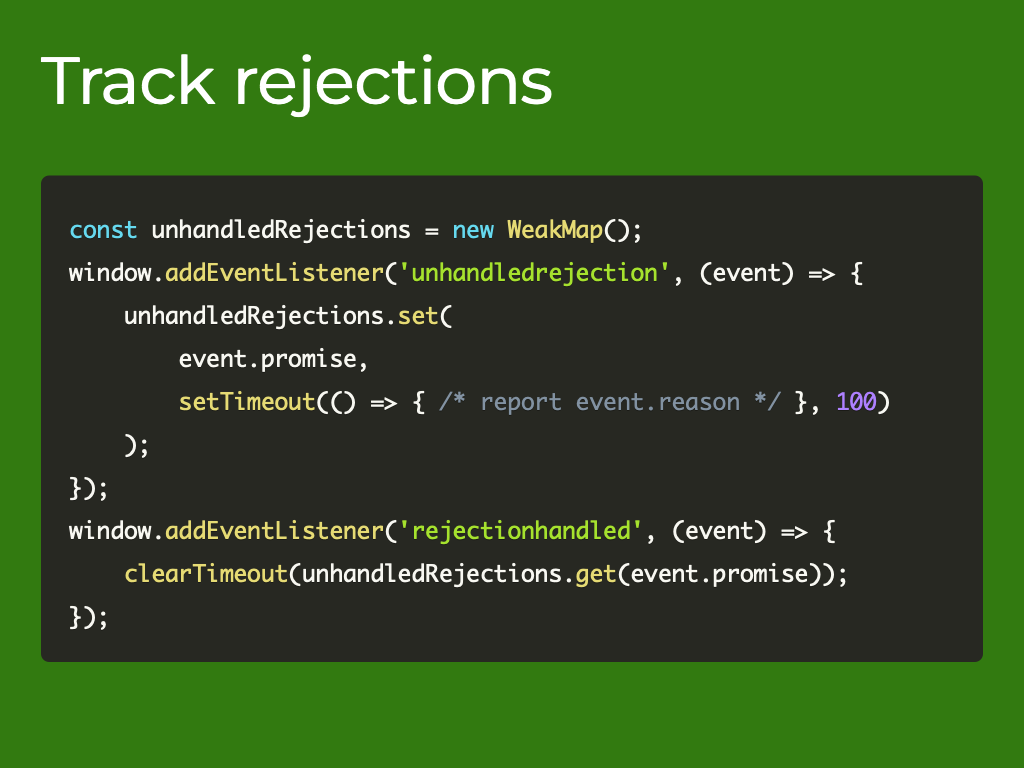 Track rejections
const unhandledRejections = new WeakMap();
window.addEventListener('unhandledrejection', (event) => {
    unhandledRejections.set(
        event.promise,
        setTimeout(() => { /* report event.reason */ }, 100)
    );
});
window.addEventListener('rejectionhandled', (event) => {
    clearTimeout(unhandledRejections.get(event.promise));
});